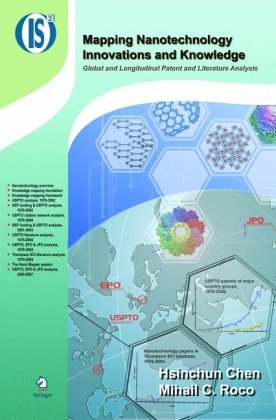 IS
2
Mapping Nanotechnology
Innovations and Knowledge
Global and Longitudinal Patent and Literature Analysis
Nanotechnology overview
Knowledge mapping foundation
Knowledge mapping framework
USPTO analysis, 1976-2002
NSF funding & USPTO analysis,
1976-2002
USPTO citation network analysis,
1976-2004
NSF funding & USPTO analysis,
2001-2004
USPTO literature analysis,
1976-2004
USPTO, EPO & JPO analysis,
1976-2004
Thompson SCI literature analysis,
1976-2004
The Nano Mapper system
USPTO, EPO & JPO analysis,
2005-2007
JPO
EPO
USPTO
USPTO patents of major
country groups,
1976-2006.
Nanotechnology papers in
Thompson SCI database,
1976-2004.
Hsinchun Chen
Mihail C. Roco
Springer